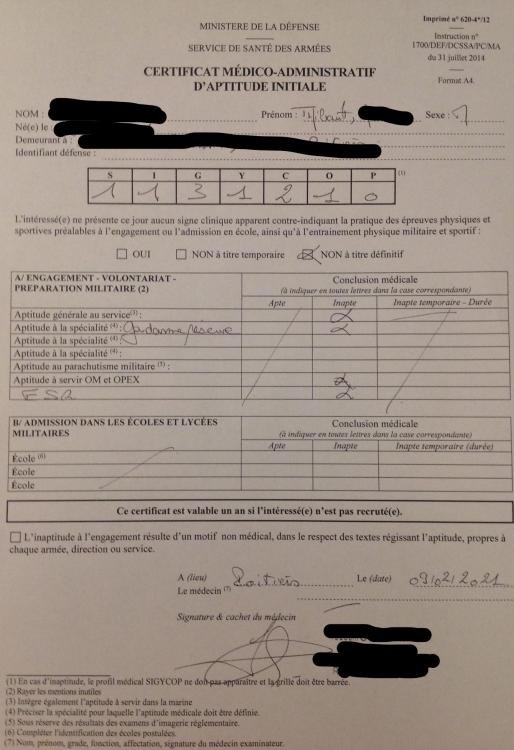 Imprimé n° 620-4*/12
MINISTERE DE LA DÉFENSE
Instruction n°
1700/DEF/DCSSA/PC/MA
du 31 juillet 2014
SERVICE DE SANTÉ DES ARMÉES
Format A4.
CERTIFICAT MÉDICO-ADMINISTRATIF
D'APTITUDE INITIALE
NOM : Prénom : Sexe :
Né(e) le :
Demeurant à :
Identifiant défense :
S I G Y C O P (1)
1 1 3 1 2 1 0
L'intéressé(e) ne présente ce jour aucun signe clinique apparent contre-indiquant la pratique des épreuves physiques et
sportives préalables à l'engagement ou l'admission en école, ainsi qu'à l'entrainement physique militaire et sportif :
OUI NON à titre temporaire NON à titre définitif
A/ ENGAGEMENT - VOLONTARIAT -
PREPARATION MILITAIRE (2)
Conclusion médicale
(à indiquer en toutes lettres dans la case correspondante)
Apte Inapte Inapte temporaire - Durée
Aptitude générale au service(3) :
Aptitude à la spécialité (4) : Gendarme réserve
Aptitude à la spécialité (4) :
Aptitude à la spécialité (4) :
Aptitude au parachutisme militaire (5) :
Aptitude à servir OM et OPEX
ESR
B/ ADMISSION DANS LES ÉCOLES ET LYCÉES
MILITAIRES
Conclusion médicale
(à indiquer en toutes lettres dans la case correspondante)
Apte Inapte Inapte temporaire (durée)
École (6)
École
École
Ce certificat est valable un an si l'intéressé(e) n'est pas recruté(e).
L'inaptitude à l'engagement résulte d'un motif non médical, dans le respect des textes régissant l'aptitude, propres à
chaque armée, direction ou service.
A (lieu) Poitiers Le (date) 09/02/2021
Le médecin (7)
Signature & cachet du médecin
(1) En cas d'inaptitude, le profil médical SIGYCOP ne doit pas apparaître et la grille doit être barrée.
(2) Rayer les mentions inutiles
(3) Intègre également l'aptitude à servir dans la marine
(4) Préciser la spécialité pour laquelle l'aptitude médicale doit être définie.
(5) Sous réserve des résultats des examens d'imagerie réglementaire.
(6) Compléter l'identification des écoles postulées.
(7) Nom, prénom, grade, fonction, affectation, signature du médecin examinateur.